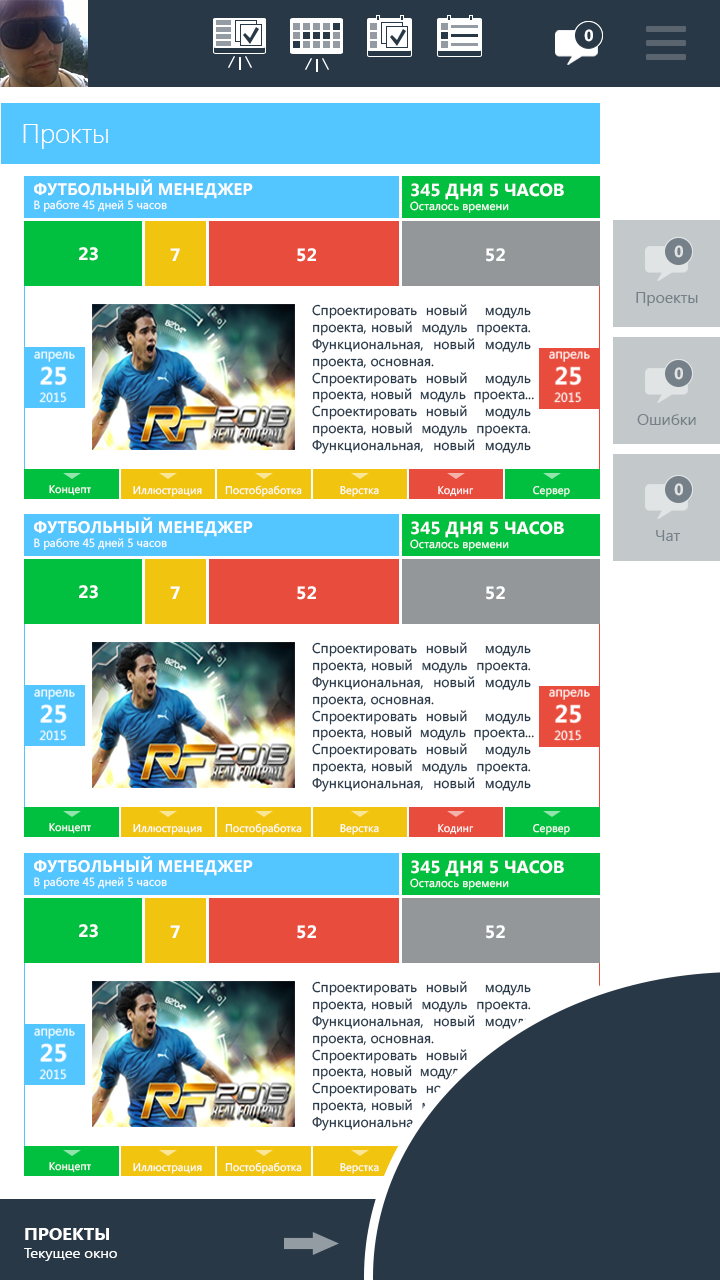 0
Прокты
ФУТБОЛЬНЫЙ МЕНЕДЖЕР
В работе 45 дней 5 часов
345 ДНЯ 5 ЧАСОВ
Осталось времени
23
7
52
52
апрель
25
2015
RF 2013
REAL FOOTBALL
Спроектировать новый модуль
проекта, новый модуль проекта.
Функциональная, новый модуль
проекта, основная.
Спроектировать новый модуль
проекта, новый модуль проекта...
Спроектировать новый модуль
проекта, новый модуль проекта.
Функциональная, новый модуль
апрель
25
2015
Концепт
Иллюстрация
Постобработка
Верстка
Кодинг
Сервер
0
Проекты
0
Ошибки
0
Чат
ФУТБОЛЬНЫЙ МЕНЕДЖЕР
В работе 45 дней 5 часов
345 ДНЯ 5 ЧАСОВ
Осталось времени
23
7
52
52
апрель
25
2015
RF 2013
REAL FOOTBALL
Спроектировать новый модуль
проекта, новый модуль проекта.
Функциональная, новый модуль
проекта, основная.
Спроектировать новый модуль
проекта, новый модуль проекта...
Спроектировать новый модуль
проекта, новый модуль проекта.
Функциональная, новый модуль
апрель
25
2015
Концепт
Иллюстрация
Постобработка
Верстка
Кодинг
Сервер
ФУТБОЛЬНЫЙ МЕНЕДЖЕР
В работе 45 дней 5 часов
345 ДНЯ 5 ЧАСОВ
Осталось времени
23
7
52
52
апрель
25
2015
RF 2013
REAL FOOTBALL
Спроектировать новый модуль
проекта, новый модуль проекта.
Функциональная, новый
проекта, основная.
Спроектировать новый
проекта, новый
Спроектировать
проекта, новый
Концепт
Иллюстрация
Постобработка
Верстка
ПРОЕКТЫ
Текущее окно